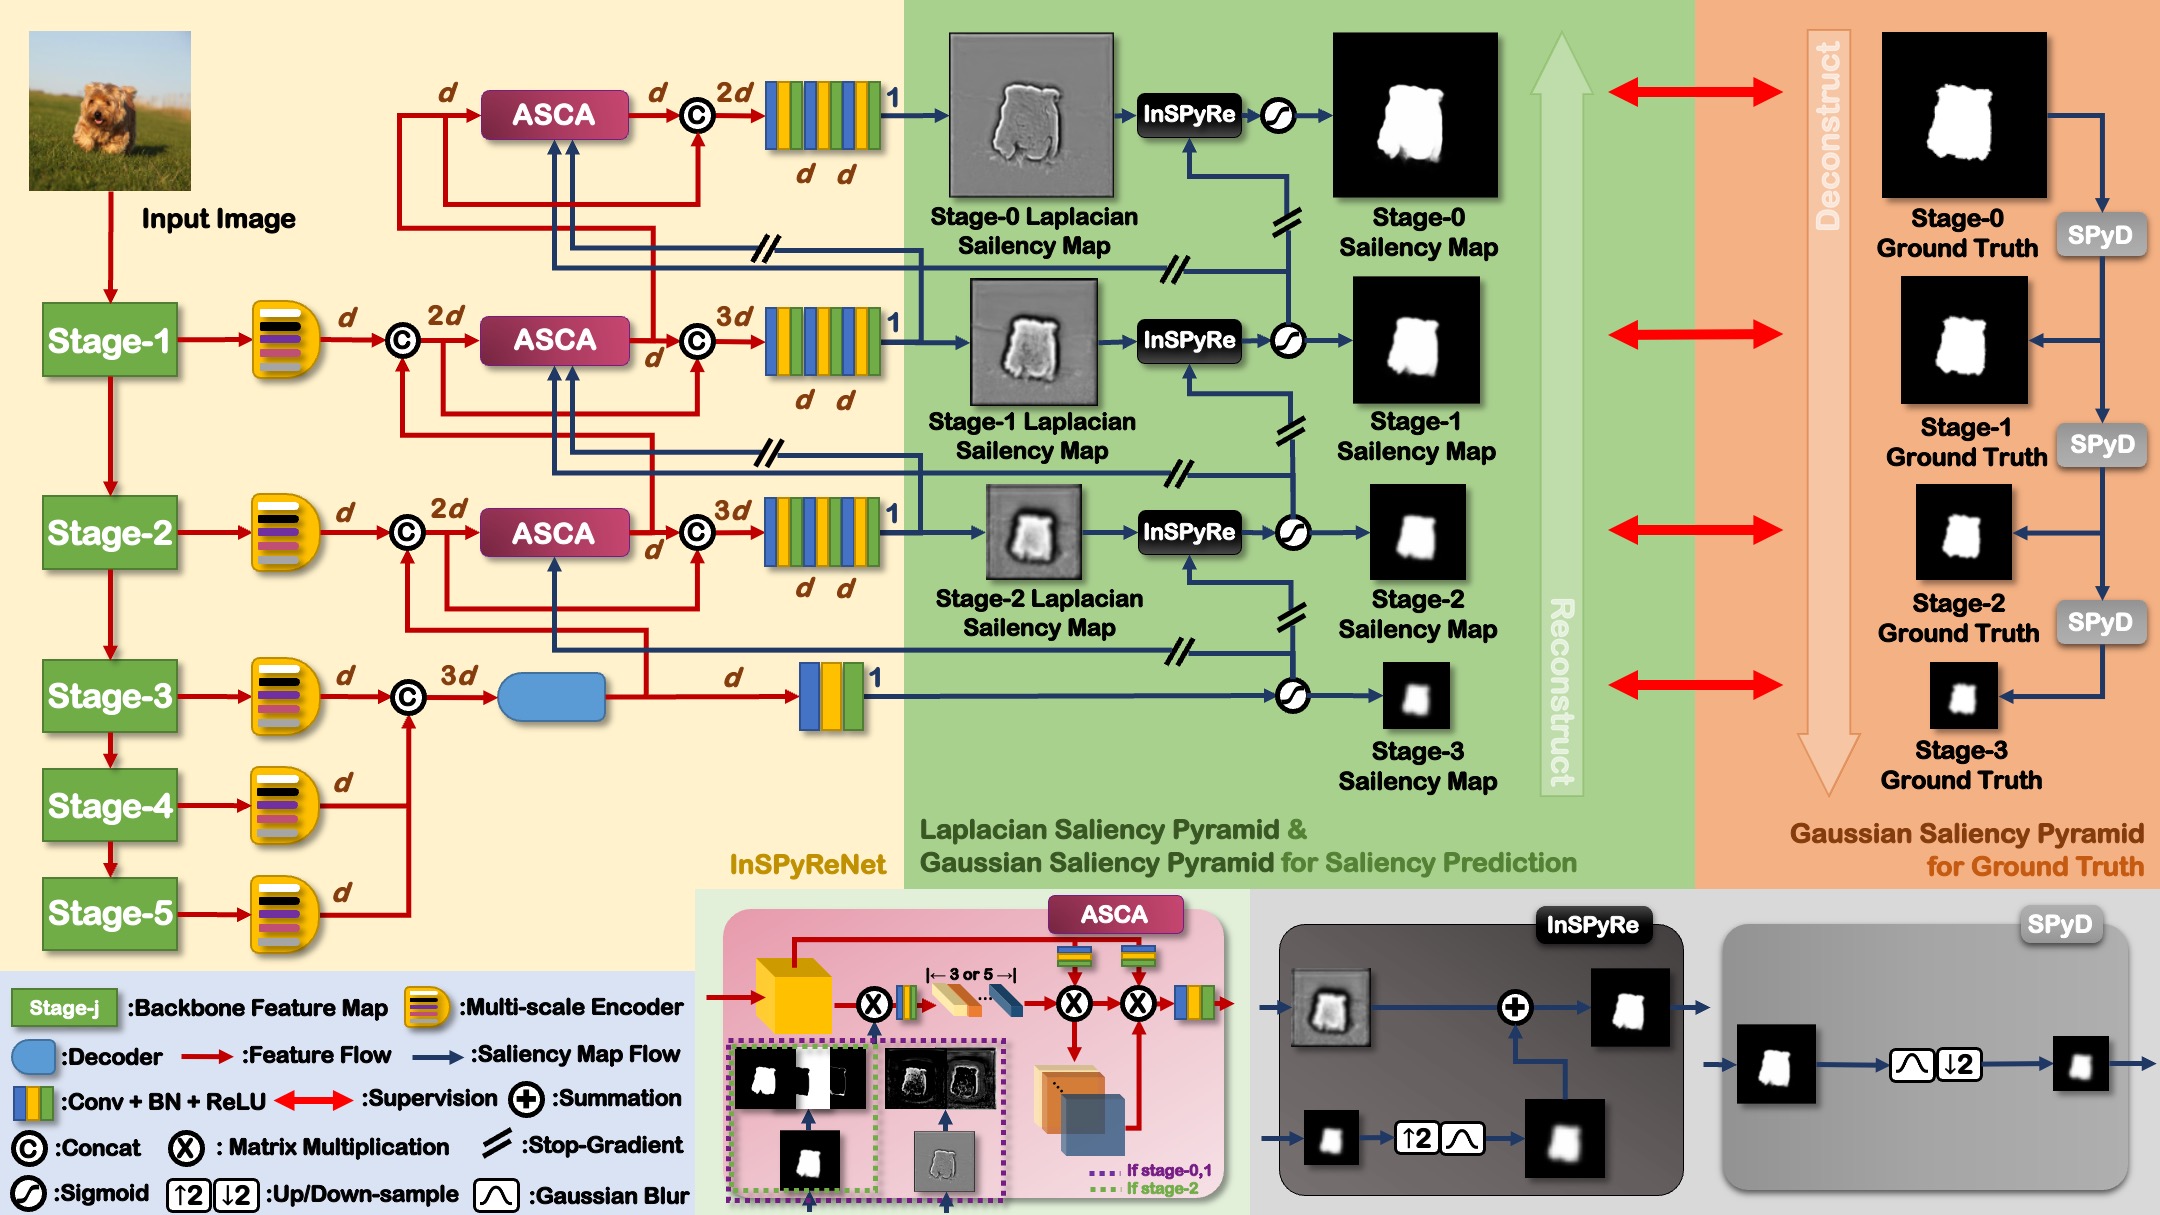 Input Image
d
ASCA
d
C
2d
1
d d
Stage-0 Laplacian
Sailency Map
InSPyRe
Stage-0
Sailency Map
Deconstruct
Stage-0
Ground Truth
SPyD
Stage-1
d
C
2d
ASCA
d
C
3d
1
d d
Stage-1 Laplacian
Sailency Map
InSPyRe
Stage-1
Sailency Map
Stage-1
Ground Truth
SPyD
Stage-2
d
C
2d
ASCA
d
C
3d
1
d d
Stage-2 Laplacian
Sailency Map
InSPyRe
Stage-2
Sailency Map
Reconstruct
Stage-2
Ground Truth
SPyD
Stage-3
d
C
3d
d
1
Stage-3
Sailency Map
Stage-3
Ground Truth
Stage-4
d
Stage-5
d
InSPyReNet
Laplacian Saliency Pyramid &
Gaussian Saliency Pyramid for Saliency Prediction
Gaussian Saliency Pyramid
for Ground Truth
Stage-j :Backbone Feature Map :Multi-scale Encoder
:Decoder :Feature Flow :Saliency Map Flow
:Conv + BN + ReLU :Supervision + :Summation
C :Concat X : Matrix Multiplication :Stop-Gradient
:Sigmoid ↑2 ↓2 :Up/Down-sample :Gaussian Blur
ASCA
|← 3 or 5 →|
...
X X X
If stage-0,1
If stage-2
InSPyRe
+
↑2
SPyD
↓2